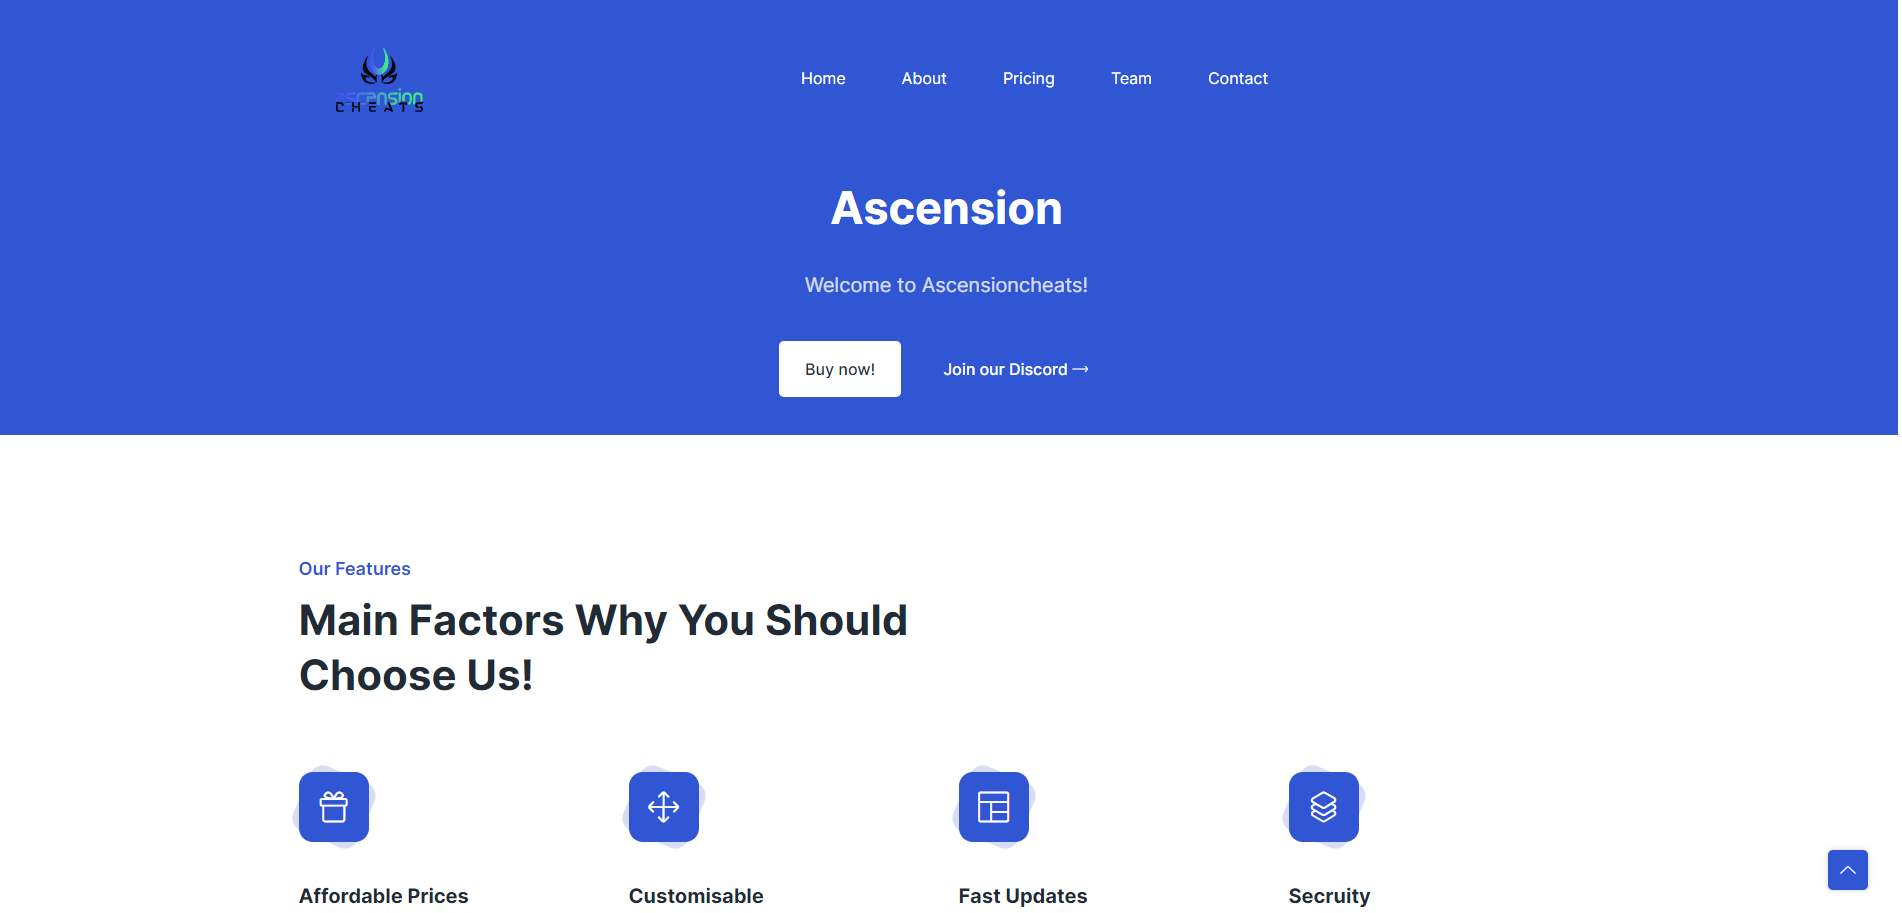 ascension
CHEATS
Home About Pricing Team Contact
Ascension
Welcome to Ascensioncheats!
Buy now! Join our Discord →
Our Features
Main Factors Why You Should
Choose Us!
Affordable Prices Customisable Fast Updates Secruity